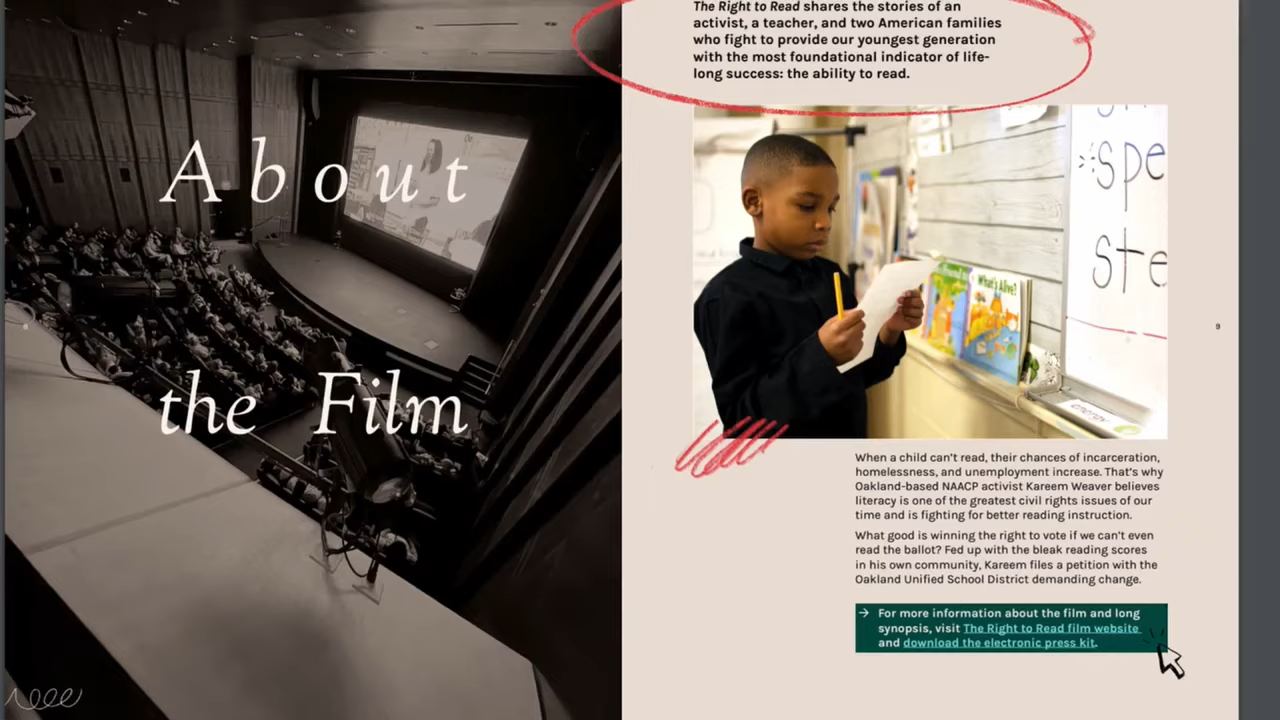 About
the Film
The Right to Read shares the stories of an
activist, a teacher, and two American families
who fight to provide our youngest generation
with the most foundational indicator of life-
long success: the ability to read.
spe
ste
What's Alive?
energy
9
When a child can't read, their chances of incarceration,
homelessness, and unemployment increase. That's why
Oakland-based NAACP activist Kareem Weaver believes
literacy is one of the greatest civil rights issues of our
time and is fighting for better reading instruction.
What good is winning the right to vote if we can't even
read the ballot? Fed up with the bleak reading scores
in his own community, Kareem files a petition with the
Oakland Unified School District demanding change.
→ For more information about the film and long
synopsis, visit The Right to Read film website
and download the electronic press kit.